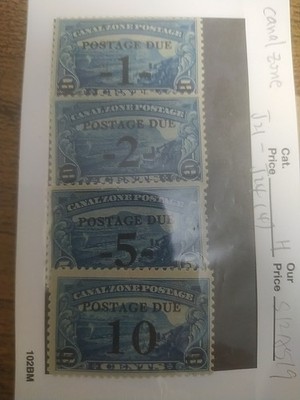 CANAL ZONE POSTAGE
POSTAGE DUE
-1-
CANAL ZONE POSTAGE
POSTAGE DUE
-2-
CANAL ZONE POSTAGE
POSTAGE DUE
-5-
CANAL ZONE POSTAGE
POSTAGE DUE
10
CENTS
Canal Zone
Cat.
Price
Our
Price
H
102BM